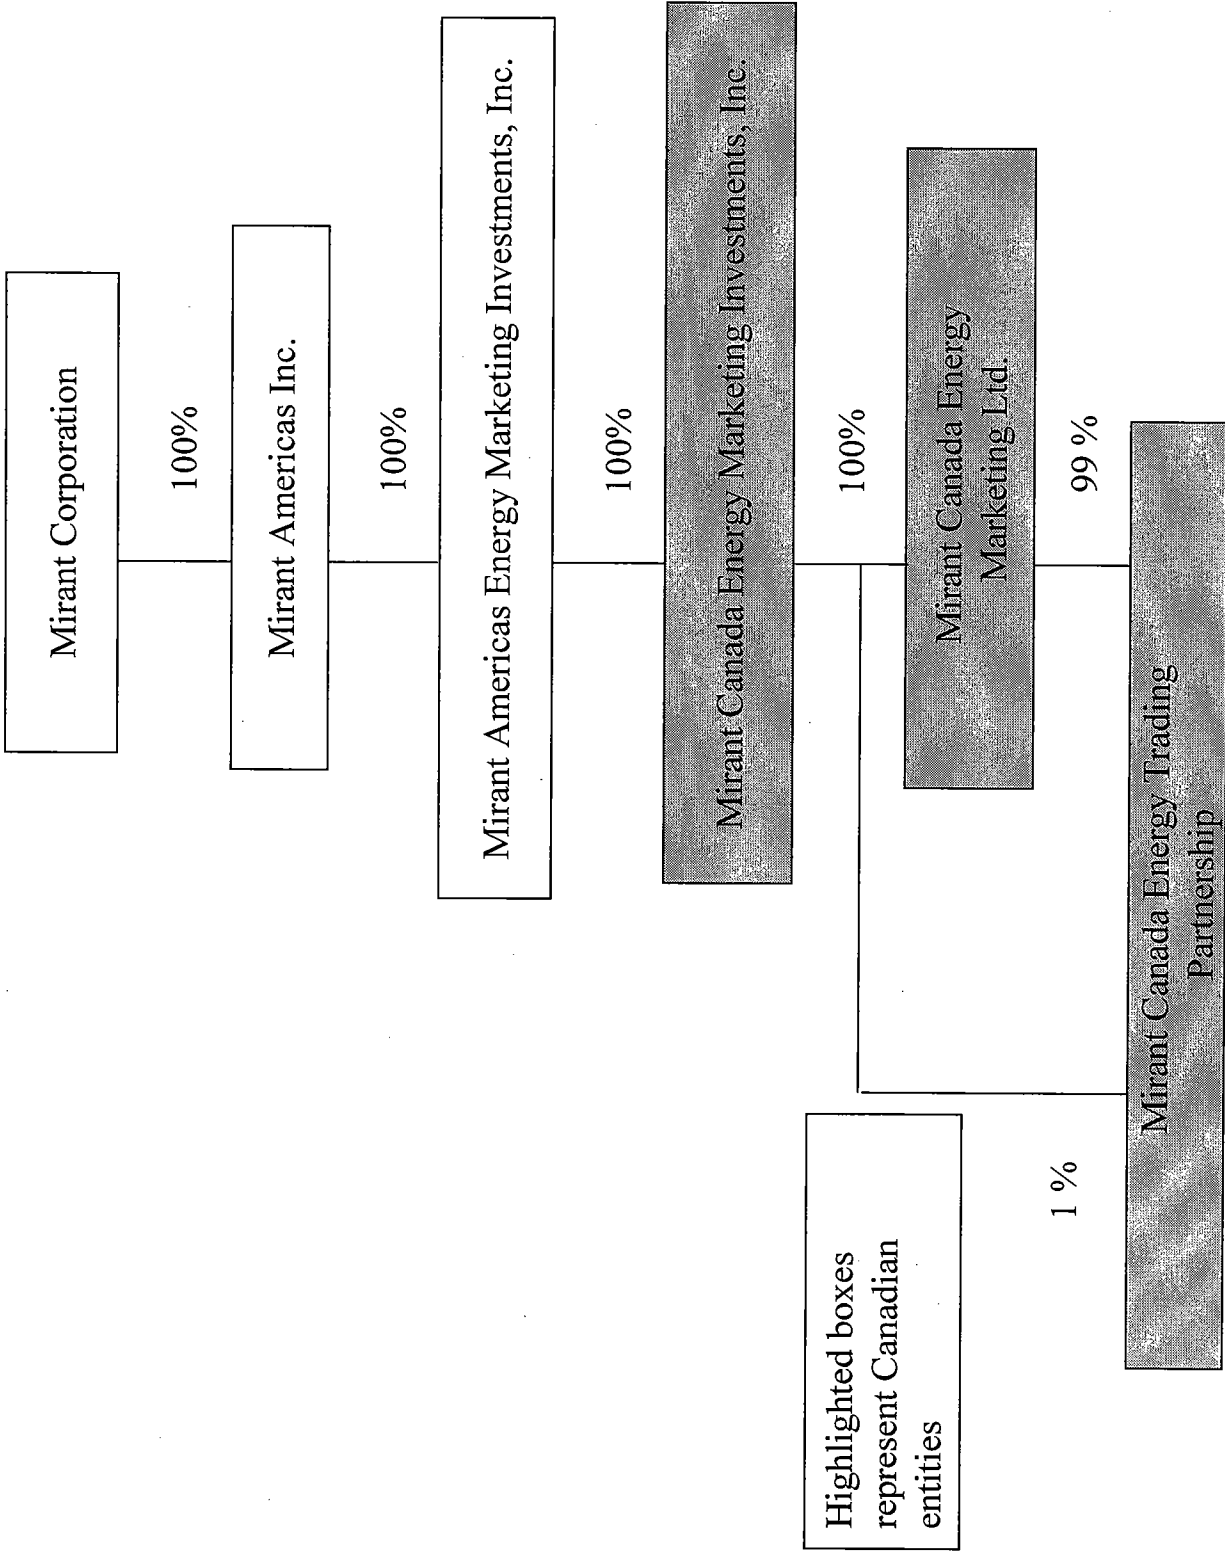 Mirant Corporation
100%
Mirant Americas Inc.
100%
Mirant Americas Energy Marketing Investments, Inc.
100%
Mirant Canada Energy Marketing Investments, Inc.
100%
Mirant Canada Energy
Marketing Ltd.
99 %
Highlighted boxes
represent Canadian
entities
1 %
Mirant Canada Energy Trading
Partnership